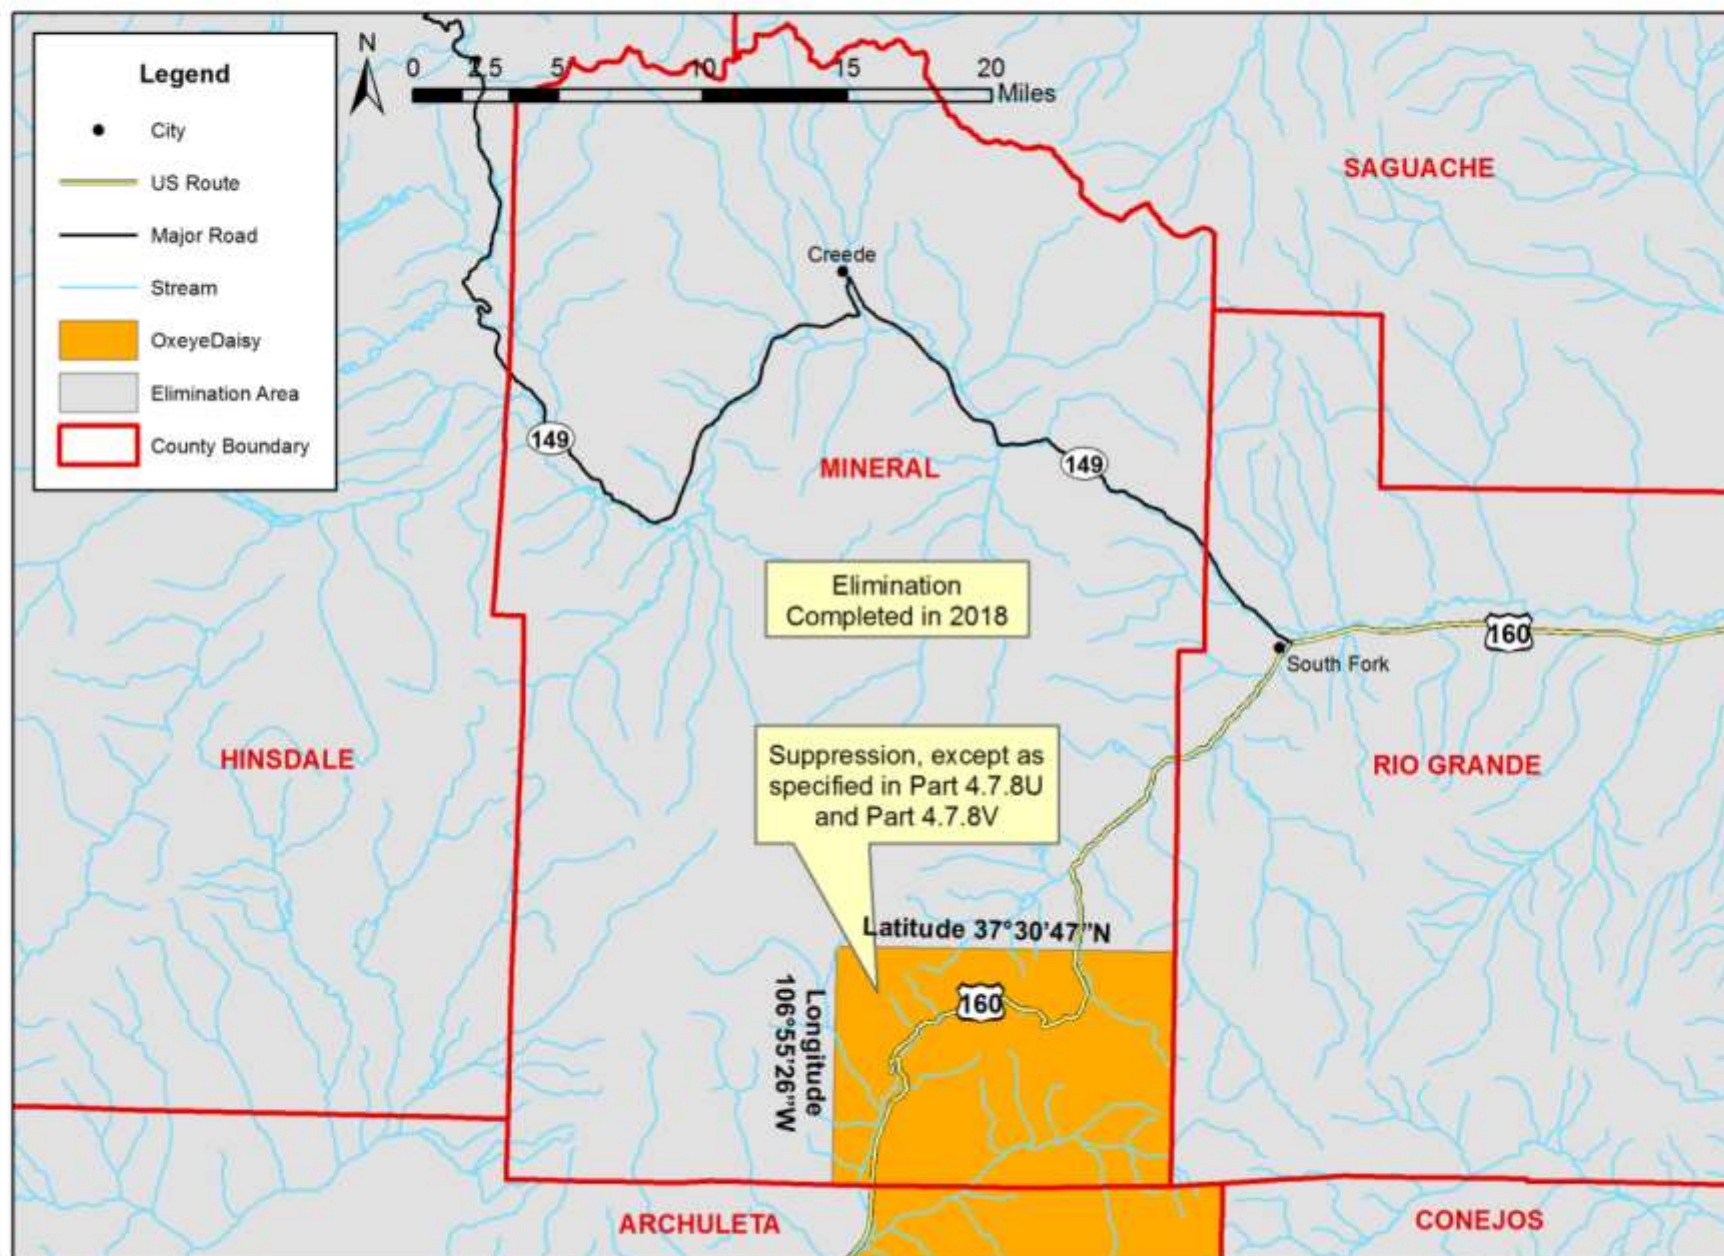 Legend
City
US Route
Major Road
Stream
OxeyeDaisy
Elimination Area
County Boundary
N
0 2.5 5 10 15 20
Miles
SAGUACHE
Creede
149
MINERAL
149
Elimination
Completed in 2018
160
South Fork
HINSDALE
Suppression, except as
specified in Part 4.7.8U
and Part 4.7.8V
RIO GRANDE
Latitude 37°30'47"N
Longitude
106°55'26"W
160
ARCHULETA
CONEJOS